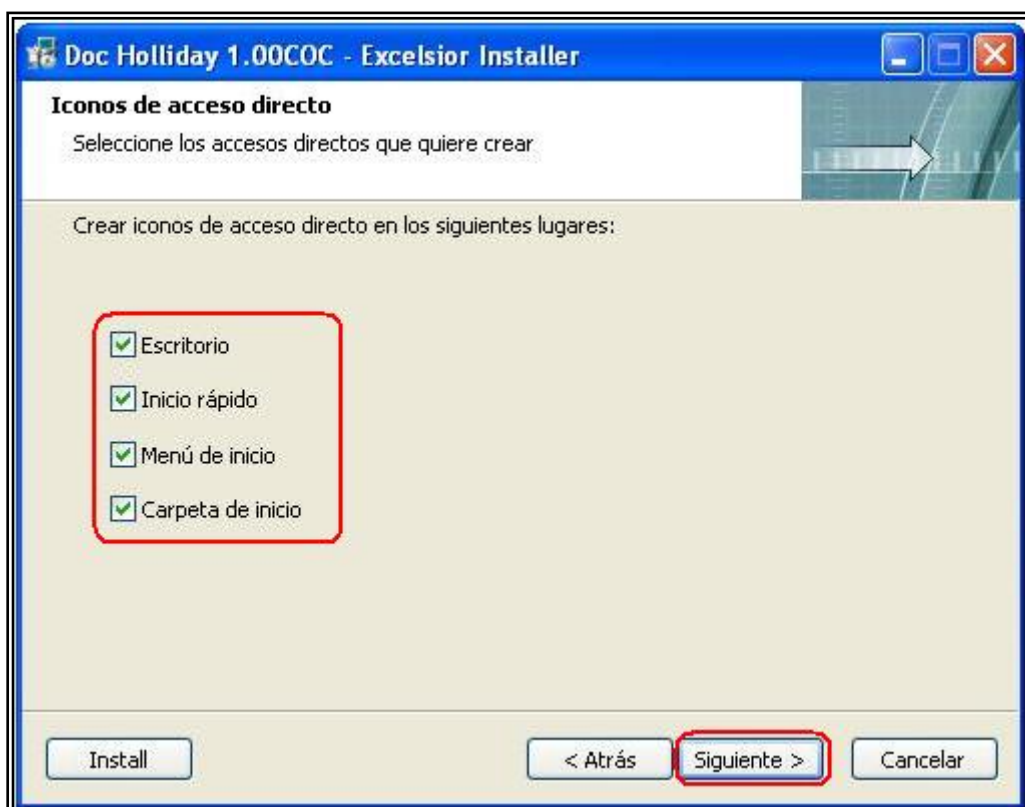 Doc Holliday 1.00COC - Excelsior Installer
Iconos de acceso directo
Seleccione los accesos directos que quiere crear
Crear iconos de acceso directo en los siguientes lugares:
Escritorio
Inicio rápido
Menú de inicio
Carpeta de inicio
Install
< Atrás
Siguiente >
Cancelar